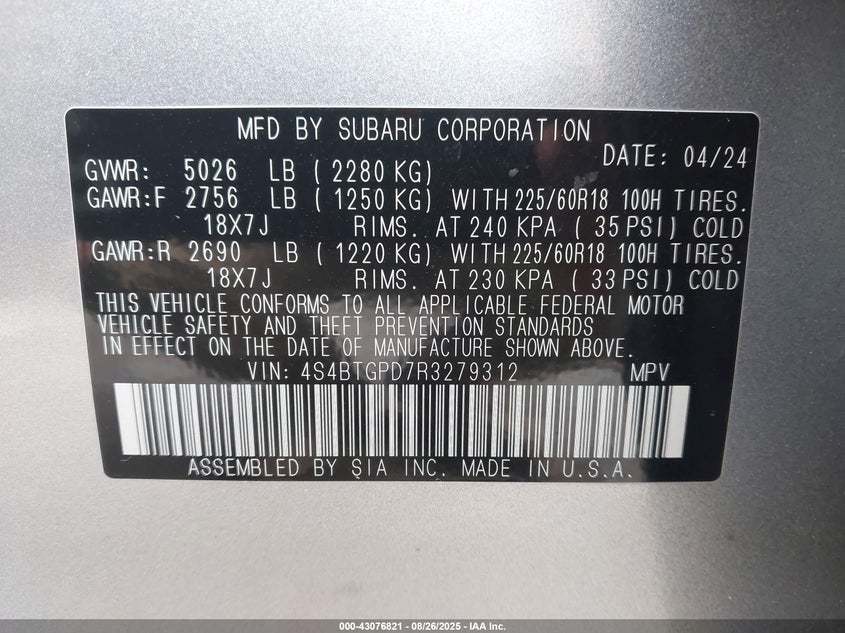 MFD BY SUBARU CORPORATION
DATE: 04/24
GVWR: 5026 LB ( 2280 KG)
GAWR:F 2756 LB ( 1250 KG) WITH 225/60R18 100H TIRES.
18X7J RIMS. AT 240 KPA ( 35 PSI) COLD
GAWR:R 2690 LB ( 1220 KG) WITH 225/60R18 100H TIRES.
18X7J RIMS. AT 230 KPA ( 33 PSI) COLD
THIS VEHICLE CONFORMS TO ALL APPLICABLE FEDERAL MOTOR
VEHICLE SAFETY AND THEFT PREVENTION STANDARDS
IN EFFECT ON THE DATE OF MANUFACTURE SHOWN ABOVE.
VIN: 4S4BTGPD7R3279312 MPV
ASSEMBLED BY SIA INC. MADE IN U.S.A.
000-43076821 - 08/26/2025 - IAA Inc.